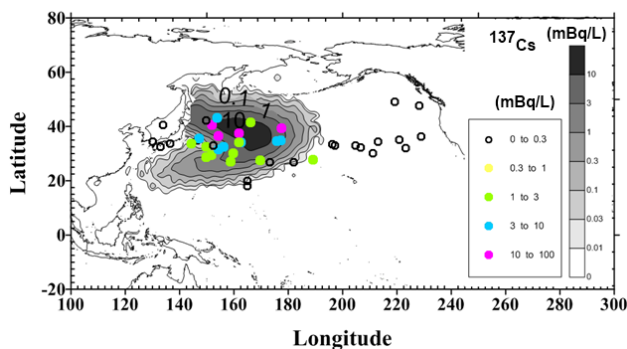 80
60
40
20
0
-20
100 120 140 160 180 200 220 240 260 280 300
Latitude
Longitude
0.1
1
10
137Cs
(mBq/L)
(mBq/L)
0 to 0.3
0.3 to 1
1 to 3
3 to 10
10 to 100
10
3
1
0.3
0.1
0.03
0.01
0